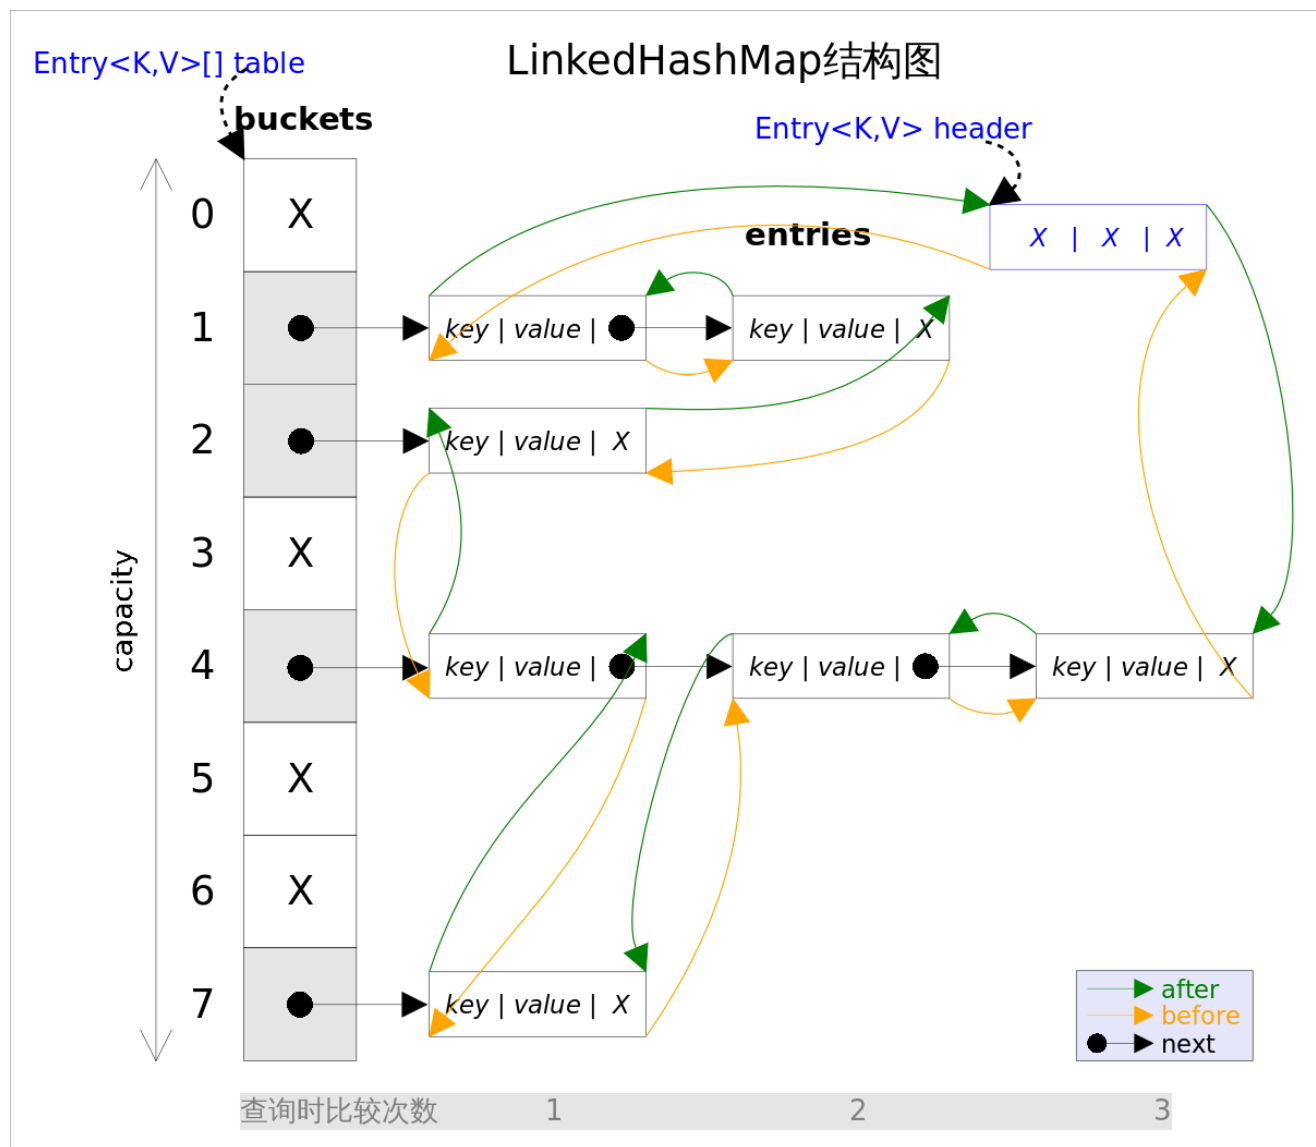 LinkedHashMap结构图
Entry<K,V>[] table
buckets
Entry<K,V> header
entries
X | X | X
0 X
1 key | value | key | value | X
2 key | value | X
3 X
capacity
4 key | value | key | value | key | value | X
5 X
6 X
7 key | value | X
after
before
next
查询时比较次数 1 2 3